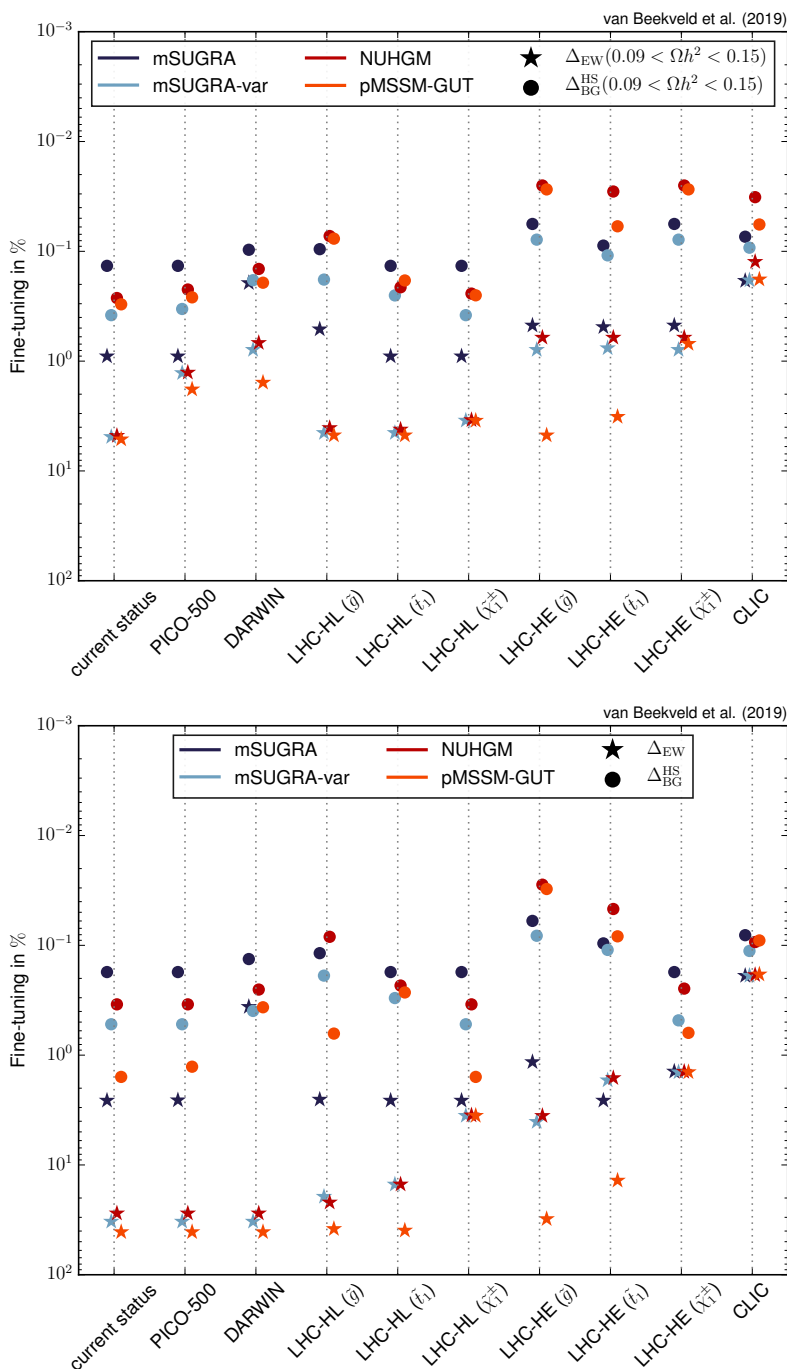 van Beekveld et al. (2019)
10⁻³
mSUGRA NUHGM Δ_EW(0.09 < Ωh² < 0.15)
mSUGRA-var pMSSM-GUT Δ^HS_BG(0.09 < Ωh² < 0.15)
10⁻²
10⁻¹
10⁰
10¹
10²
Fine-tuning in %
current status
PICO-500
DARWIN
LHC-HL (g̃)
LHC-HL (t̃₁)
LHC-HL (χ̃₁±)
LHC-HE (g̃)
LHC-HE (t̃₁)
LHC-HE (χ̃₁±)
CLIC
van Beekveld et al. (2019)
10⁻³
mSUGRA NUHGM Δ_EW
mSUGRA-var pMSSM-GUT Δ^HS_BG
10⁻²
10⁻¹
10⁰
10¹
10²
Fine-tuning in %
current status
PICO-500
DARWIN
LHC-HL (g̃)
LHC-HL (t̃₁)
LHC-HL (χ̃₁±)
LHC-HE (g̃)
LHC-HE (t̃₁)
LHC-HE (χ̃₁±)
CLIC